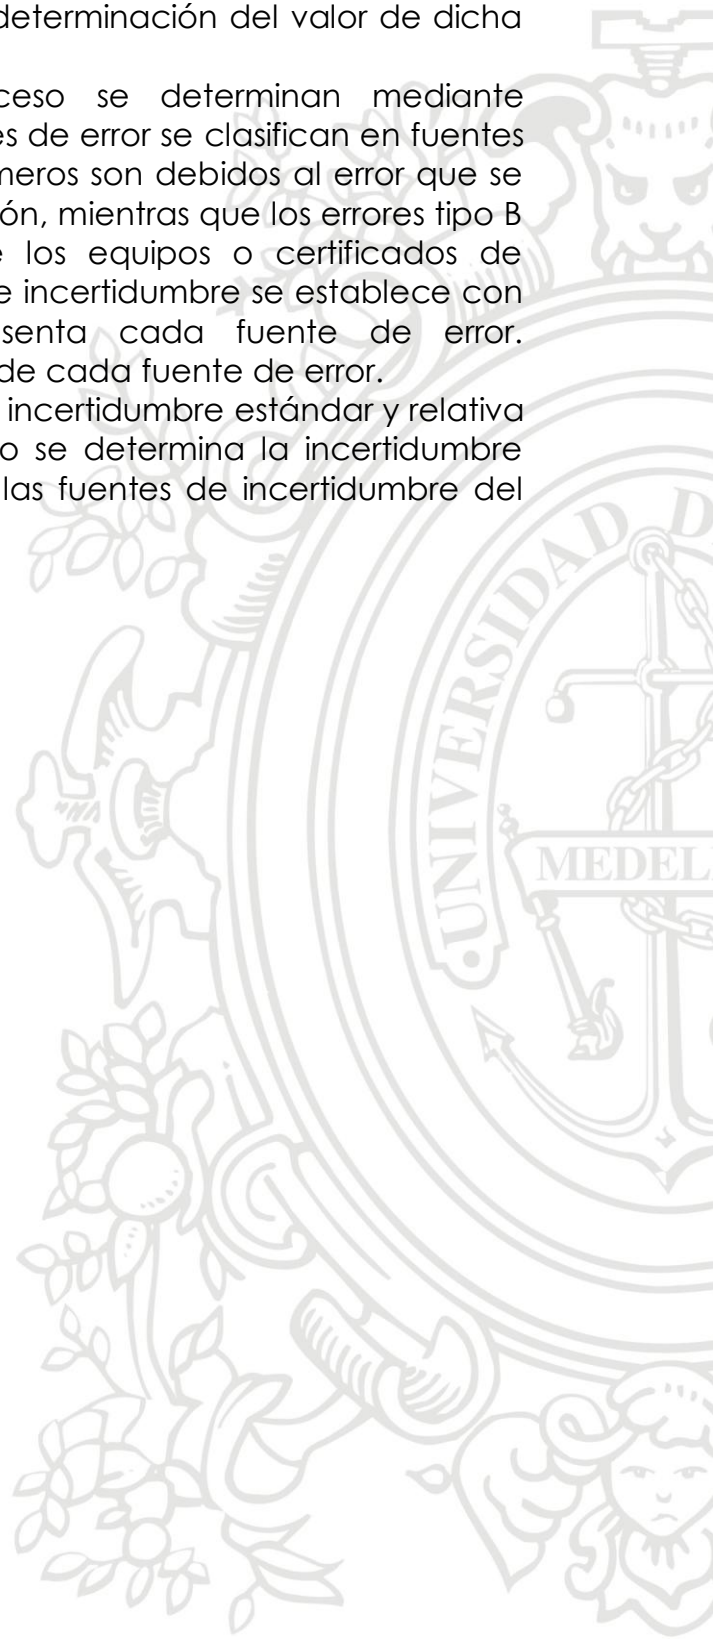 determinación del valor de dicha
ceso se determinan mediante
es de error se clasifican en fuentes
meros son debidos al error que se
ón, mientras que los errores tipo B
e los equipos o certificados de
e incertidumbre se establece con
senta cada fuente de error.
de cada fuente de error.
incertidumbre estándar y relativa
o se determina la incertidumbre
las fuentes de incertidumbre del
UNIVERSIDAD D
MEDEL